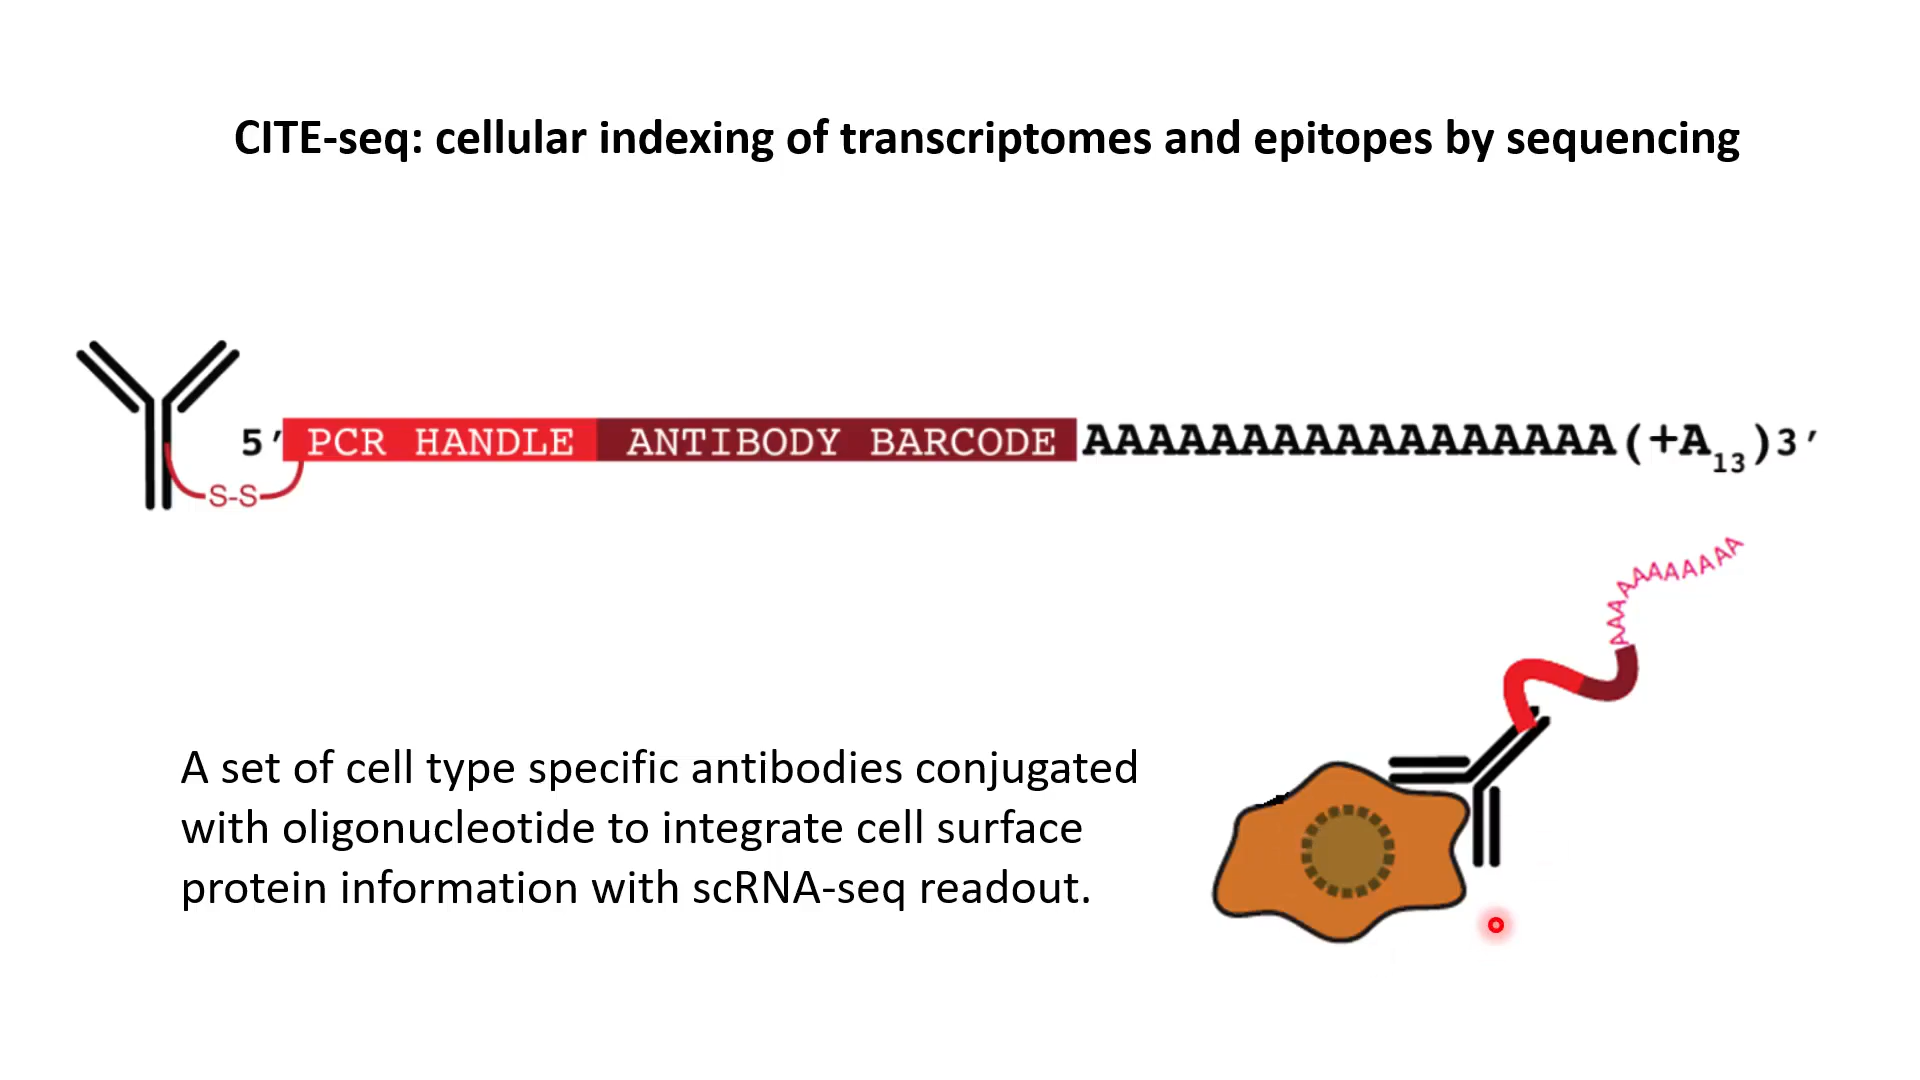 CITE-seq: cellular indexing of transcriptomes and epitopes by sequencing
5′ PCR HANDLE ANTIBODY BARCODE AAAAAAAAAAAAAAAAA(+A13)3′
S-S
AAAAAAAAAAAA
A set of cell type specific antibodies conjugated
with oligonucleotide to integrate cell surface
protein information with scRNA-seq readout.